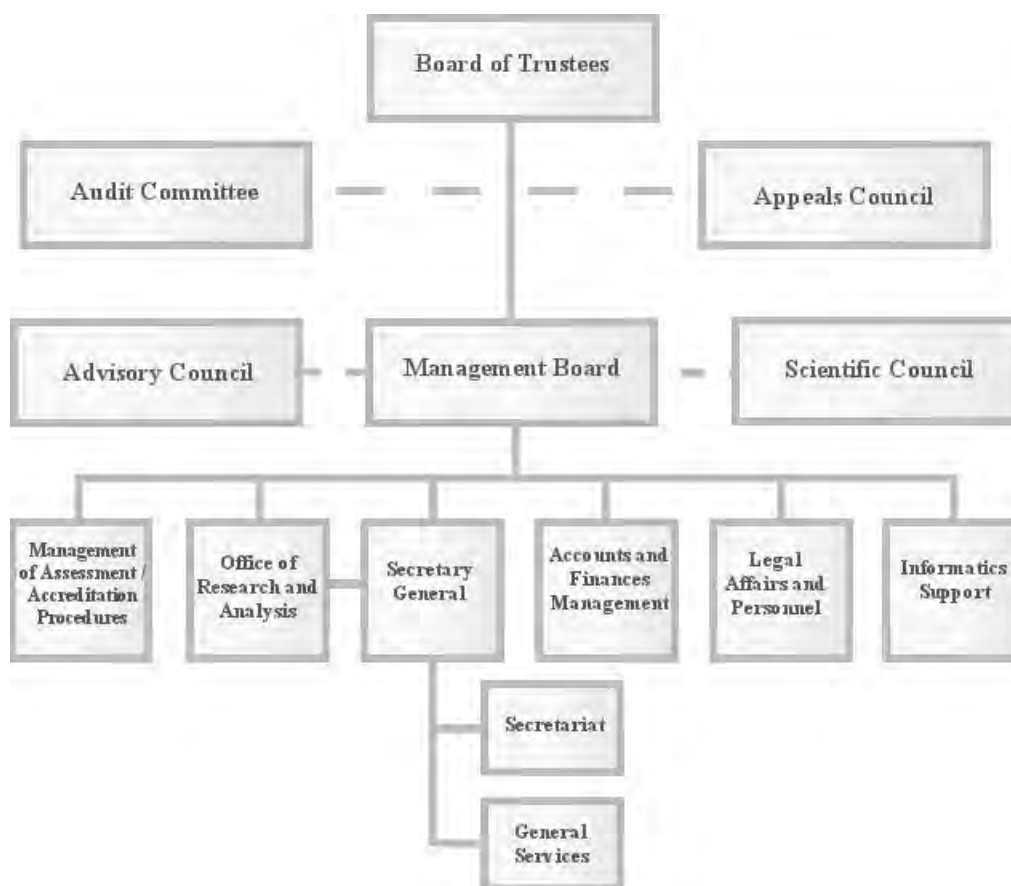 Board of Trustees
Audit Committee
Appeals Council
Advisory Council
Management Board
Scientific Council
Management
of Assessment /
Accreditation
Procedures
Office of
Research and
Analysis
Secretary
General
Accounts and
Finances
Management
Legal
Affairs and
Personnel
Informatics
Support
Secretariat
General
Services